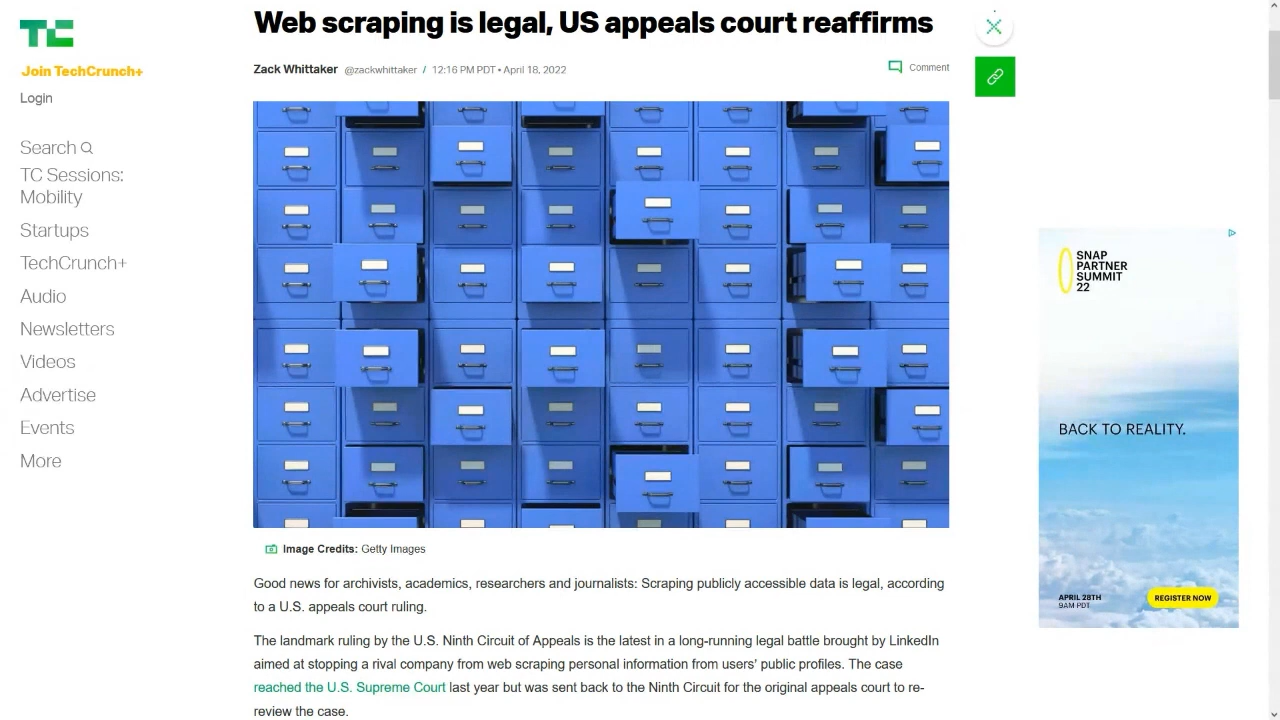 TC
Join TechCrunch+
Login
Search
TC Sessions:
Mobility
Startups
TechCrunch+
Audio
Newsletters
Videos
Advertise
Events
More
Web scraping is legal, US appeals court reaffirms
Zack Whittaker @zackwhittaker / 12:16 PM PDT • April 18, 2022
Comment
Image Credits: Getty Images
Good news for archivists, academics, researchers and journalists: Scraping publicly accessible data is legal, according
to a U.S. appeals court ruling.
The landmark ruling by the U.S. Ninth Circuit of Appeals is the latest in a long-running legal battle brought by LinkedIn
aimed at stopping a rival company from web scraping personal information from users' public profiles. The case
reached the U.S. Supreme Court last year but was sent back to the Ninth Circuit for the original appeals court to re-
review the case.
SNAP
PARTNER
SUMMIT
22
BACK TO REALITY.
APRIL 28TH
9AM PDT
REGISTER NOW